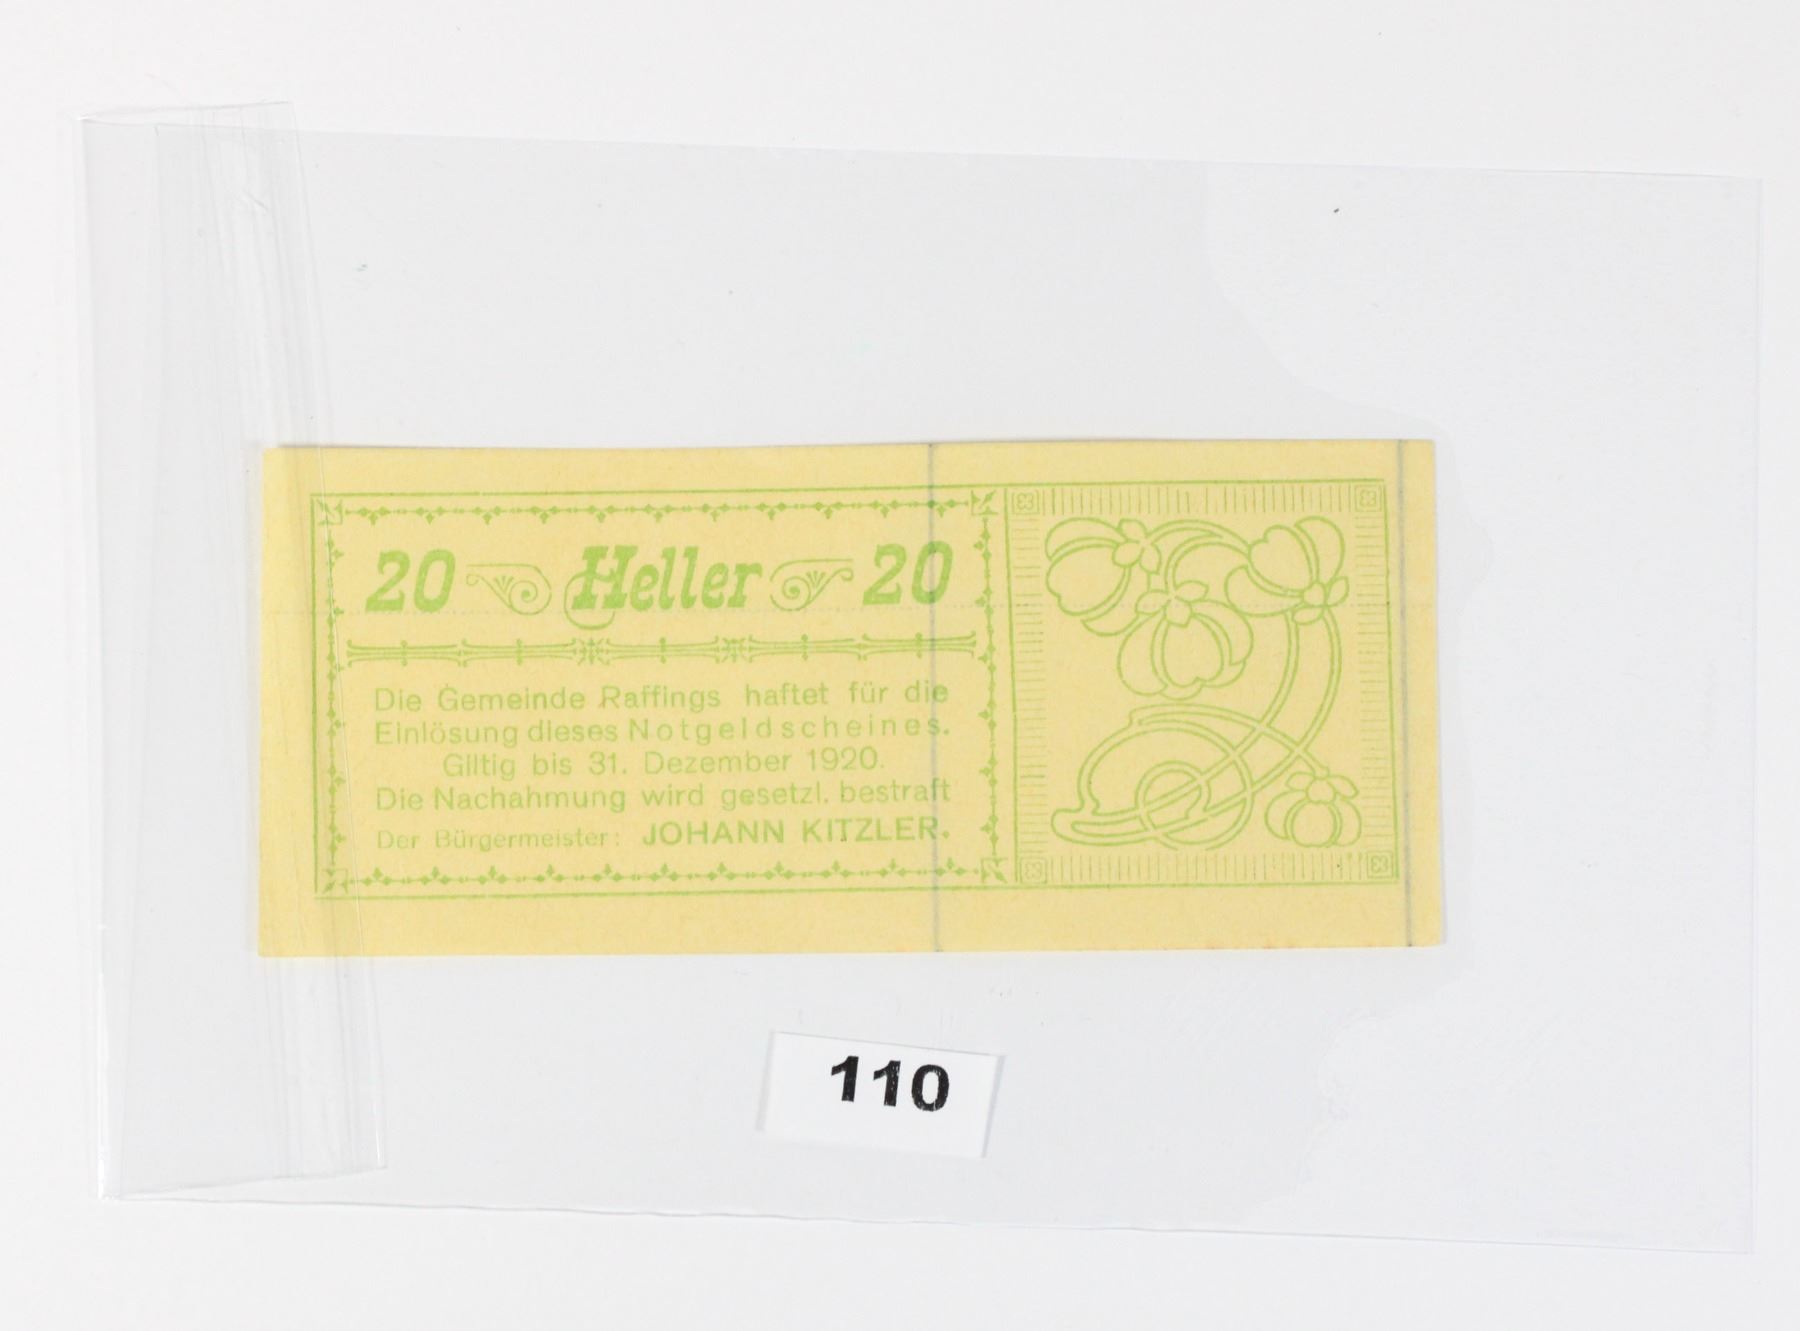 20 Heller 20
Die Gemeinde Raffings haftet für die
Einlösung dieses Notgeldscheines.
Giltig bis 31. Dezember 1920.
Die Nachahmung wird gesetzl. bestraft
Der Bürgermeister: JOHANN KITZLER.
110